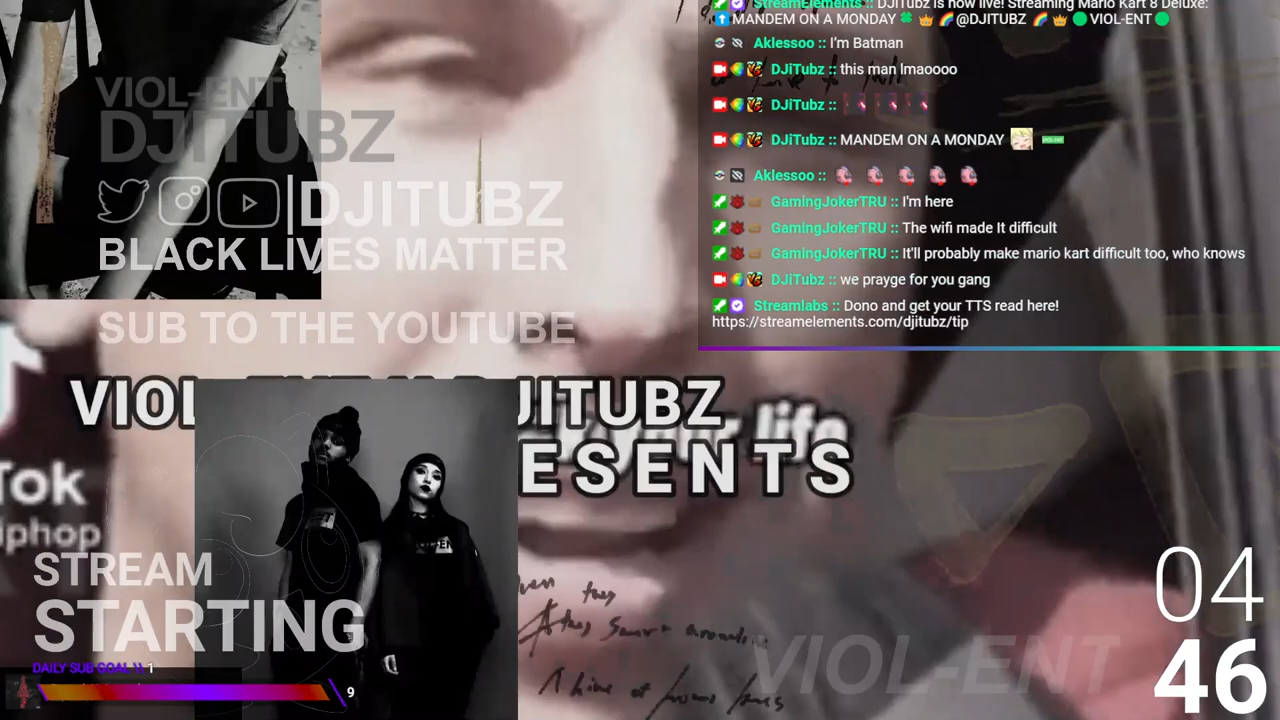 VIOL-ENT
DJITUBZ
|DJITUBZ
BLACK LIVES MATTER
SUB TO THE YOUTUBE
StreamElements :: DJiTubz is now live! Streaming Mario Kart 8 Deluxe:
MANDEM ON A MONDAY @DJITUBZ VIOL-ENT
Aklessoo :: I'm Batman
DJiTubz :: this man lmaoooo
DJiTubz ::
DJiTubz :: MANDEM ON A MONDAY
Aklessoo ::
GamingJokerTRU :: I'm here
GamingJokerTRU :: The wifi made It difficult
GamingJokerTRU :: It'll probably make mario kart difficult too, who knows
DJiTubz :: we prayge for you gang
Streamlabs :: Dono and get your TTS read here!
https://streamelements.com/djitubz/tip
VIOL JITUBZ
ESENTS
your life
Tok
iphop
STREAM
STARTING
DAILY SUB GOAL \\ 1
9
they
VIOL-ENT
04
46